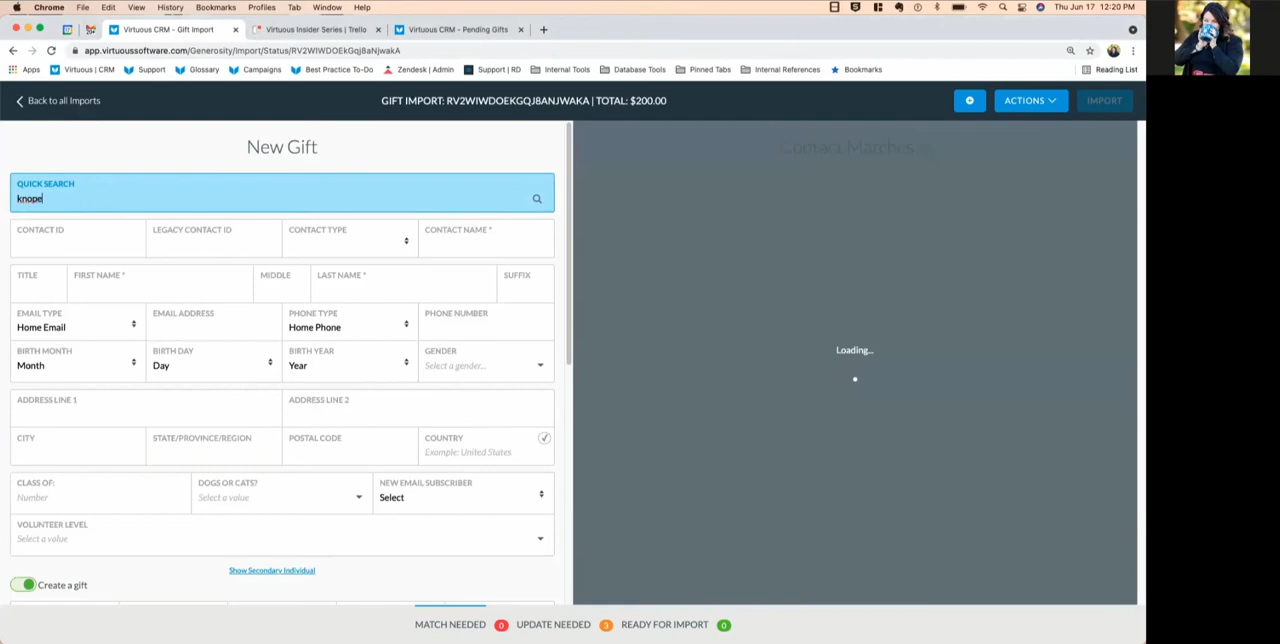 Chrome File Edit View History Bookmarks Profiles Tab Window Help Thu Jun 17 12:20 PM
Virtuous CRM - Gift Import Virtuous Insider Series | Trello Virtuous CRM - Pending Gifts
app.virtuoussoftware.com/Generosity/Import/Status/RV2WIWDOEkGqj8aNjwakA
Apps Virtuous | CRM Support Glossary Campaigns Best Practice To-Do Zendesk | Admin Support | RD Internal Tools Database Tools Pinned Tabs Internal References Bookmarks Reading List
Back to all Imports GIFT IMPORT: RV2WIWDOEKGQJ8ANJWAKA | TOTAL: $200.00 ACTIONS IMPORT
New Gift
Contact Matches
QUICK SEARCH
knope
CONTACT ID LEGACY CONTACT ID CONTACT TYPE CONTACT NAME *
TITLE FIRST NAME * MIDDLE LAST NAME * SUFFIX
EMAIL TYPE EMAIL ADDRESS PHONE TYPE PHONE NUMBER
Home Email Home Phone
BIRTH MONTH BIRTH DAY BIRTH YEAR GENDER
Month Day Year Select a gender...
Loading...
ADDRESS LINE 1 ADDRESS LINE 2
CITY STATE/PROVINCE/REGION POSTAL CODE COUNTRY
Example: United States
CLASS OF: DOGS OR CATS? NEW EMAIL SUBSCRIBER
Number Select a value Select
VOLUNTEER LEVEL
Select a value
Show Secondary Individual
Create a gift
MATCH NEEDED 0 UPDATE NEEDED 3 READY FOR IMPORT 0